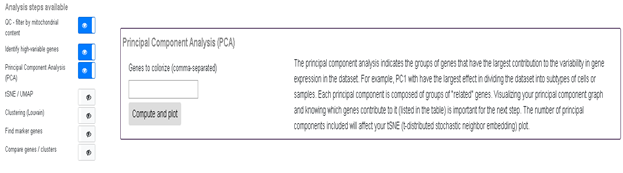 Analysis steps available
QC - filter by mitochondrial
content
Identify high-variable genes
Principal Component Analysis
(PCA)
tSNE / UMAP
Clustering (Louvain)
Find marker genes
Compare genes / clusters
Principal Component Analysis (PCA)
Genes to colorize (comma-separated)
Compute and plot
The principal component analysis indicates the groups of genes that have the largest contribution to the variability in gene
expression in the dataset. For example, PC1 with have the largest effect in dividing the dataset into subtypes of cells or
samples. Each principal component is composed of groups of "related" genes. Visualizing your principal component graph
and knowing which genes contribute to it (listed in the table) is important for the next step. The number of principal
components included will affect your tSNE (t-distributed stochastic neighbor embedding) plot.